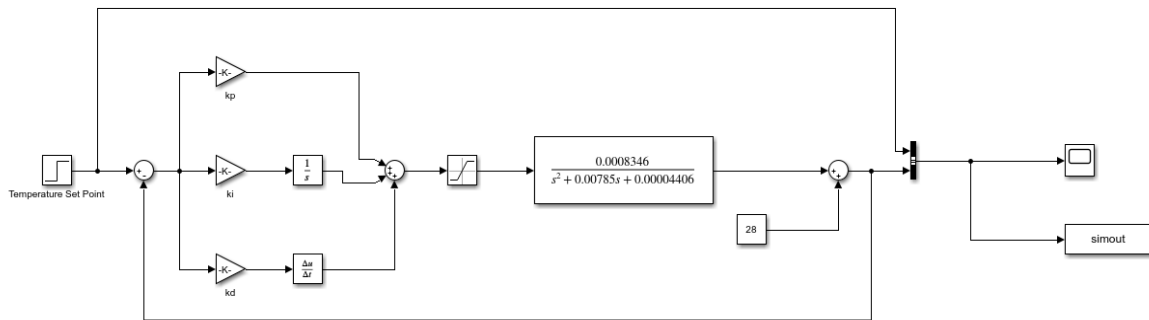 -K-
kp
Temperature Set Point
+
-
-K-
ki
1
s
+
+
+
0.0008346
s² + 0.00785s + 0.00004406
+
+
28
simout
-K-
kd
Δu
Δt